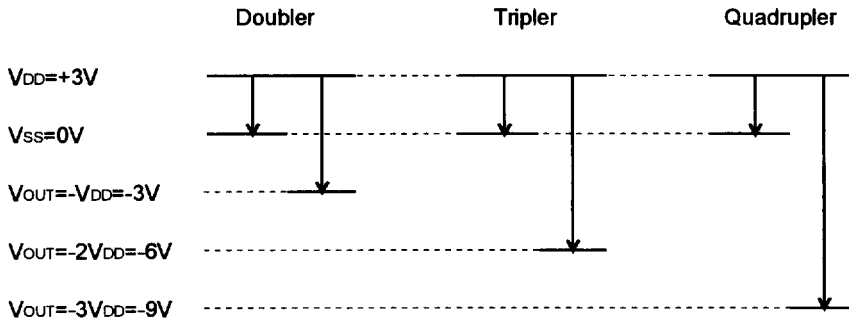 Doubler Tripler Quadrupler
VDD=+3V
VSS=0V
VOUT=-VDD=-3V
VOUT=-2VDD=-6V
VOUT=-3VDD=-9V